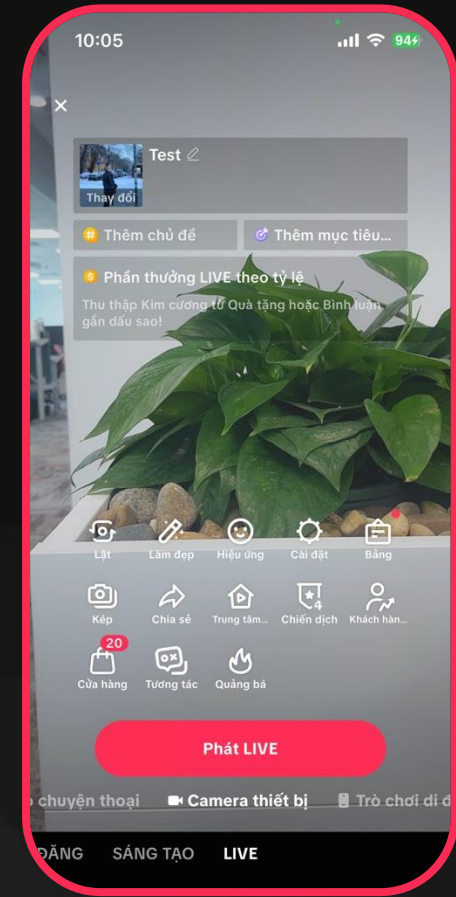 10:05
94
Test
Thay đổi
Thêm chủ đề
Thêm mục tiêu...
Phần thưởng LIVE theo tỷ lệ
Thu thập Kim cương từ Quà tặng hoặc Bình luận
gắn dấu sao!
Lật
Làm đẹp
Hiệu ứng
Cài đặt
Bảng
4
Kép
Chia sẻ
Trung tâm...
Chiến dịch
Khách hàn...
20
Cửa hàng
Tương tác
Quảng bá
Phát LIVE
chuyện thoại
Camera thiết bị
Trò chơi di đ
ĐĂNG
SÁNG TẠO
LIVE